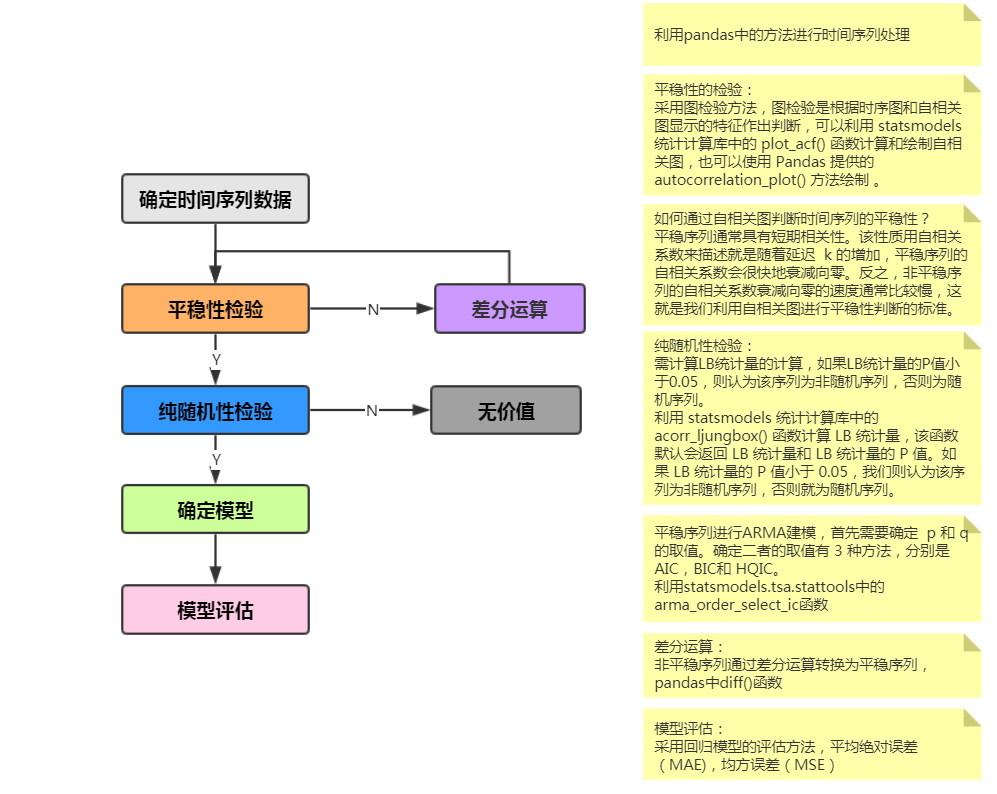 确定时间序列数据
平稳性检验
N
差分运算
Y
纯随机性检验
N
无价值
Y
确定模型
模型评估
利用pandas中的方法进行时间序列处理
平稳性的检验：
采用图检验方法，图检验是根据时序图和自相关
图显示的特征作出判断，可以利用 statsmodels
统计计算库中的 plot_acf() 函数计算和绘制自相
关图，也可以使用 Pandas 提供的
autocorrelation_plot() 方法绘制 。
如何通过自相关图判断时间序列的平稳性？
平稳序列通常具有短期相关性。该性质用自相关
系数来描述就是随着延迟 k 的增加，平稳序列的
自相关系数会很快地衰减向零。反之，非平稳序
列的自相关系数衰减向零的速度通常比较慢，这
就是我们利用自相关图进行平稳性判断的标准。
纯随机性检验：
需计算LB统计量的计算，如果LB统计量的P值小
于0.05，则认为该序列为非随机序列，否则为随
机序列。
利用 statsmodels 统计计算库中的
acorr_ljungbox() 函数计算 LB 统计量，该函数
默认会返回 LB 统计量和 LB 统计量的 P 值。如
果 LB 统计量的 P 值小于 0.05，我们则认为该序
列为非随机序列，否则就为随机序列。
平稳序列进行ARMA建模，首先需要确定 p 和 q
的取值。确定二者的取值有 3 种方法，分别是
AIC，BIC和 HQIC。
利用statsmodels.tsa.stattools中的
arma_order_select_ic函数
差分运算：
非平稳序列通过差分运算转换为平稳序列，
pandas中diff()函数
模型评估：
采用回归模型的评估方法，平均绝对误差
（MAE)，均方误差（MSE）